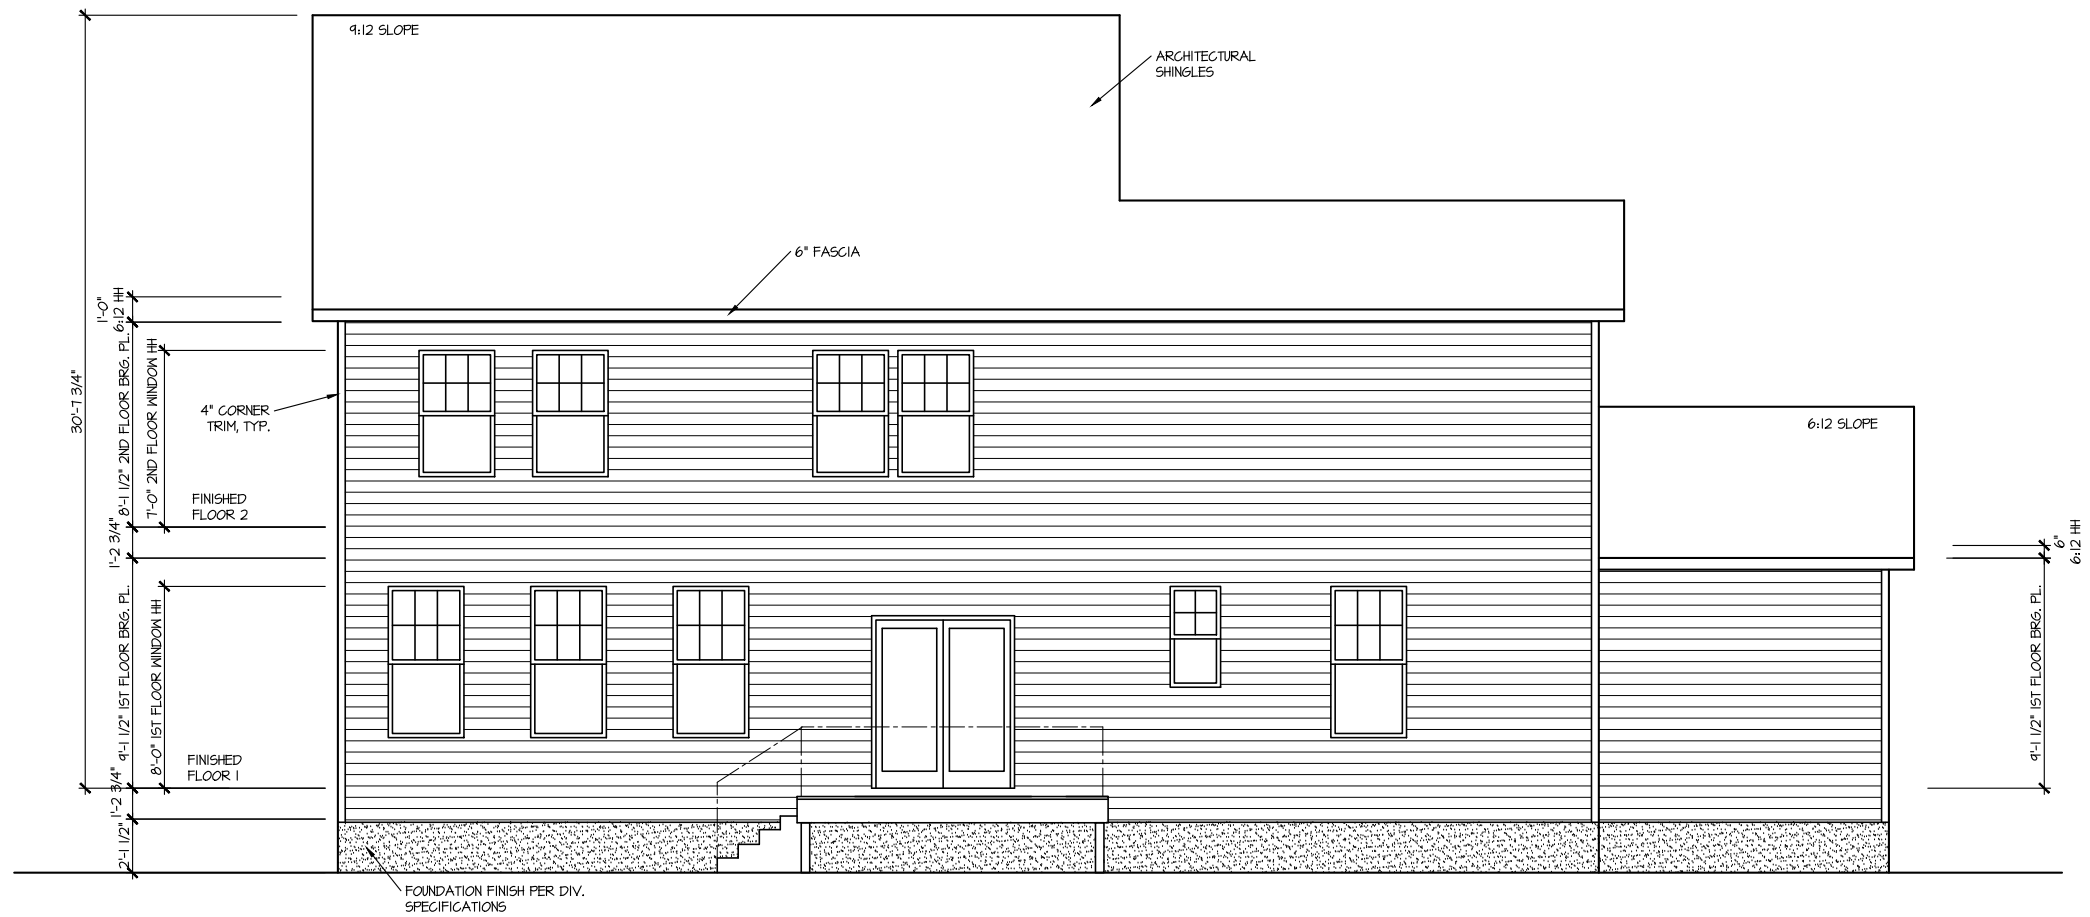 9:12 SLOPE
ARCHITECTURAL
SHINGLES
6" FASCIA
1'-0"
6:12 HH
30'-7 3/4"
8'-1 1/2" 2ND FLOOR BRG. PL.
7'-0" 2ND FLOOR WINDOW HH
4" CORNER
TRIM, TYP.
6:12 SLOPE
FINISHED
FLOOR 2
1'-2 3/4"
6"
6:12 HH
9'-1 1/2" 1ST FLOOR BRG. PL.
8'-0" 1ST FLOOR WINDOW HH
9'-1 1/2" 1ST FLOOR BRG. PL.
FINISHED
FLOOR 1
1'-2 3/4"
2'-1 1/2"
FOUNDATION FINISH PER DIV.
SPECIFICATIONS